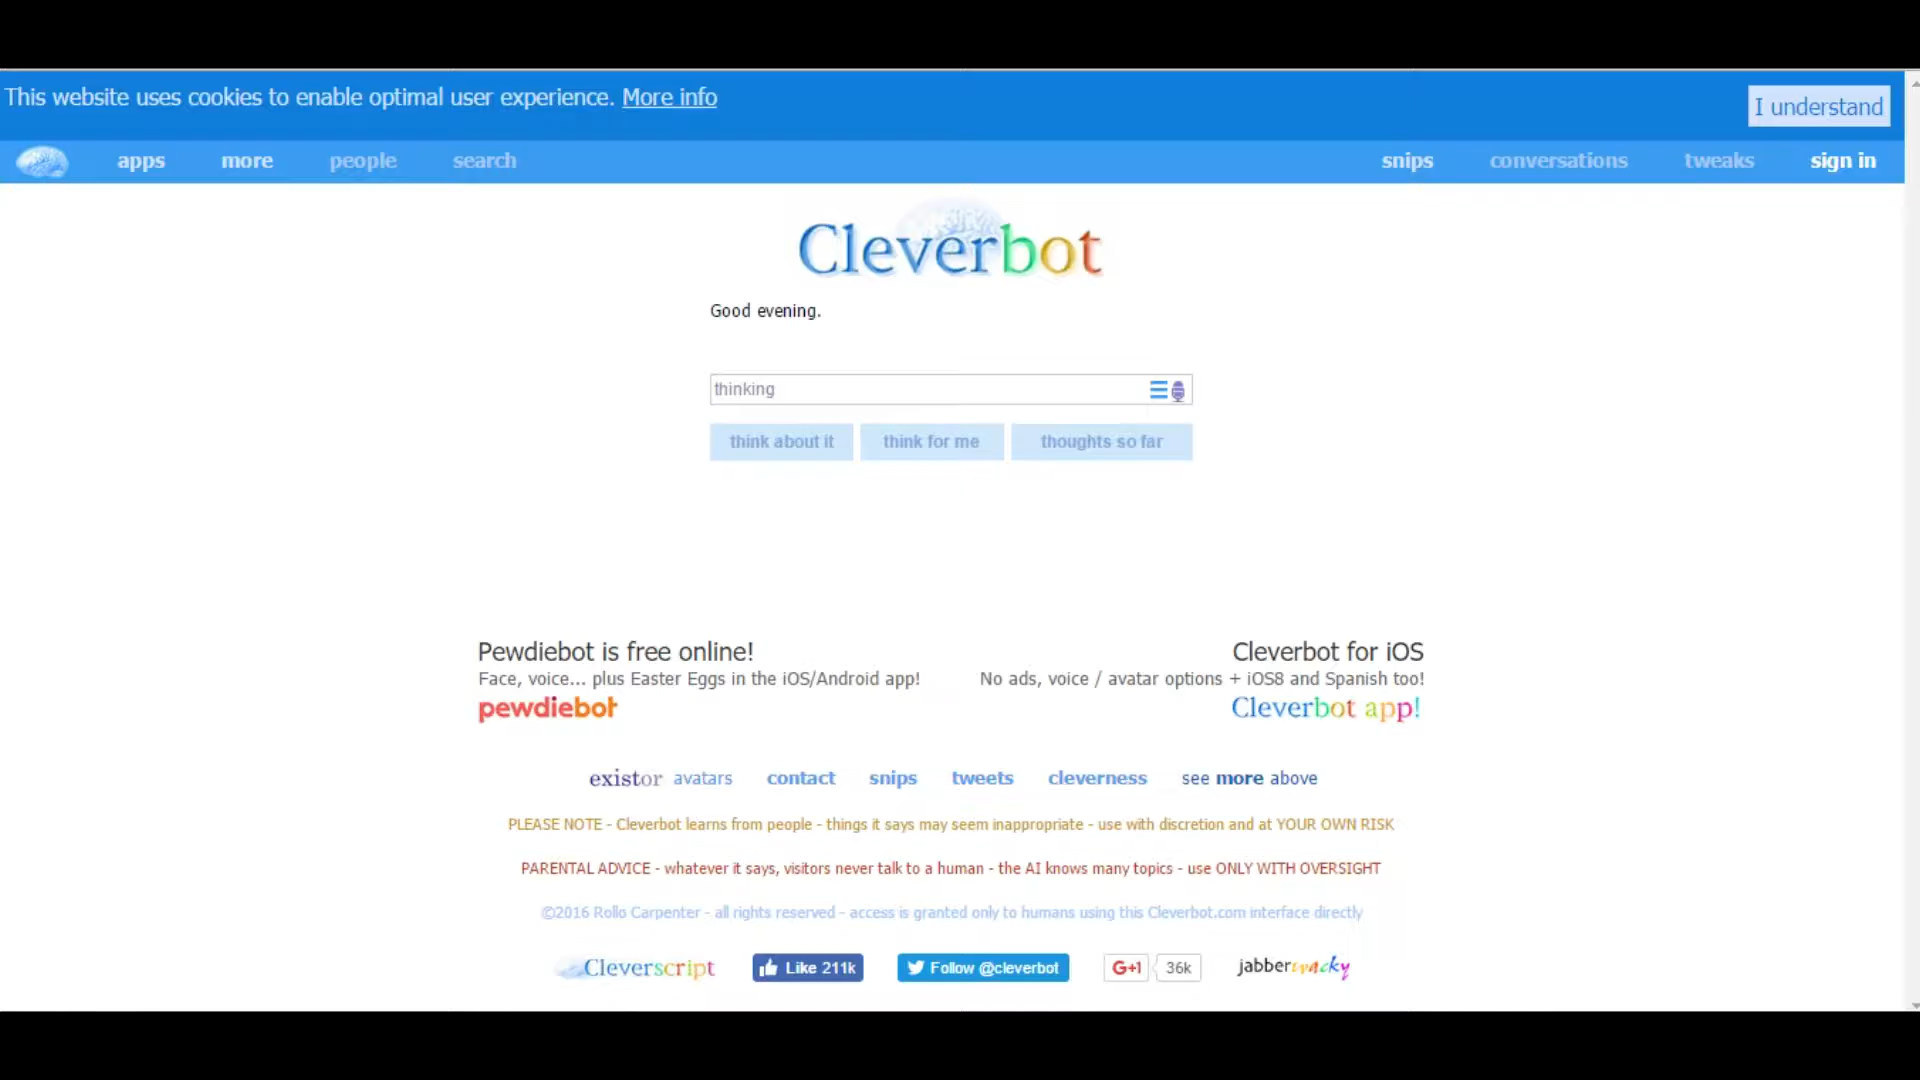 This website uses cookies to enable optimal user experience. More info
I understand
apps more people search snips conversations tweaks sign in
Cleverbot
Good evening.
thinking
think about it think for me thoughts so far
Pewdiebot is free online!
Face, voice... plus Easter Eggs in the iOS/Android app!
pewdiebot
Cleverbot for iOS
No ads, voice / avatar options + iOS8 and Spanish too!
Cleverbot app!
existor avatars contact snips tweets cleverness see more above
PLEASE NOTE - Cleverbot learns from people - things it says may seem inappropriate - use with discretion and at YOUR OWN RISK
PARENTAL ADVICE - whatever it says, visitors never talk to a human - the AI knows many topics - use ONLY WITH OVERSIGHT
©2016 Rollo Carpenter - all rights reserved - access is granted only to humans using this Cleverbot.com interface directly
Cleverscript Like 211k Follow @cleverbot G+1 36k jabberwacky